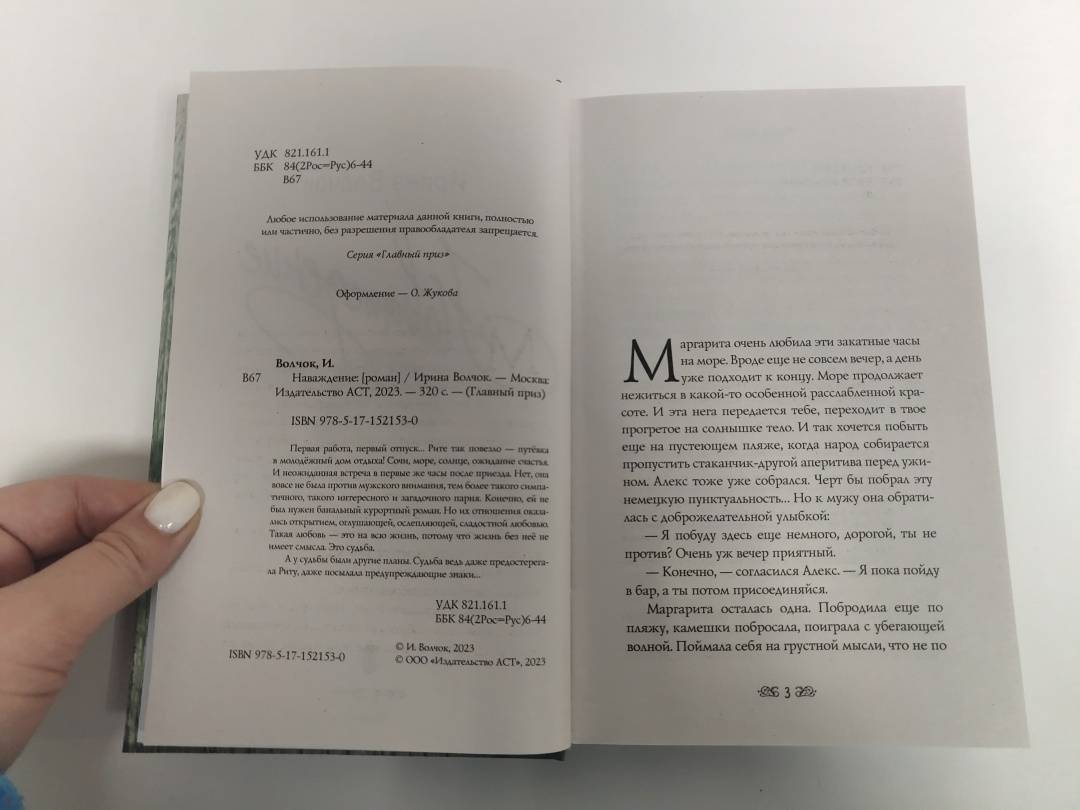 УДК 821.161.1
ББК 84(2Рос=Рус)6-44
В67
Любое использование материала данной книги, полностью
или частично, без разрешения правообладателя запрещается.
Серия «Главный приз»
Оформление — О. Жукова
Волчок, И.
В67 Наваждение: [роман] / Ирина Волчок. — Москва:
Издательство АСТ, 2023. — 320 с. — (Главный приз)
ISBN 978-5-17-152153-0
Первая работа, первый отпуск... Рите так повезло — путёвка
в молодёжный дом отдыха! Сочи, море, солнце, ожидание счастья.
И неожиданная встреча в первые же часы после приезда. Нет, она
вовсе не была против мужского внимания, тем более такого симпа-
тичного, такого интересного и загадочного парня. Конечно, ей не
был нужен банальный курортный роман. Но их отношения оказа-
лись открытием, оглушающей, ослепляющей, сладостной любовью.
Такая любовь — это на всю жизнь, потому что жизнь без неё не
имеет смысла. Это судьба.
А у судьбы были другие планы. Судьба ведь даже предостерега-
ла Риту, даже посылала предупреждающие знаки...
УДК 821.161.1
ББК 84(2Рос=Рус)6-44
© И. Волчок, 2023
ISBN 978-5-17-152153-0 © ООО «Издательство АСТ», 2023
Маргарита очень любила эти закатные часы
на море. Вроде еще не совсем вечер, а день
уже подходит к концу. Море продолжает
нежиться в какой-то особенной расслабленной кра-
соте. И эта нега передается тебе, переходит в твое
прогретое на солнышке тело. И так хочется побыть
еще на пустеющем пляже, когда народ собирается
пропустить стаканчик-другой аперитива перед ужи-
ном. Алекс тоже уже собрался. Черт бы побрал эту
немецкую пунктуальность... Но к мужу она обрати-
лась с доброжелательной улыбкой:
— Я побуду здесь еще немного, дорогой, ты не
против? Очень уж вечер приятный.
— Конечно, — согласился Алекс. — Я пока пойду
в бар, а ты потом присоединяйся.
Маргарита осталась одна. Побродила еще по
пляжу, камешки побросала, поиграла с убегающей
волной. Поймала себя на грустной мысли, что не по
3